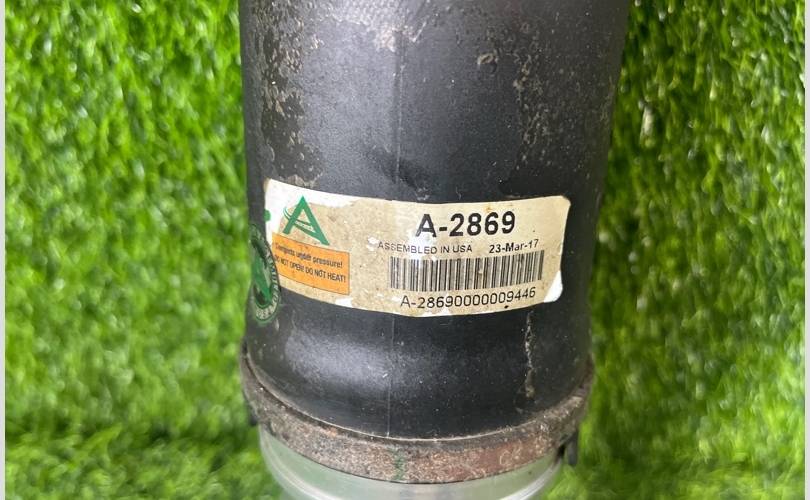 A-2869
ASSEMBLED IN USA 23-Mar-17
Contents under pressure!
DO NOT OPEN! DO NOT HEAT!
A-28690000009446